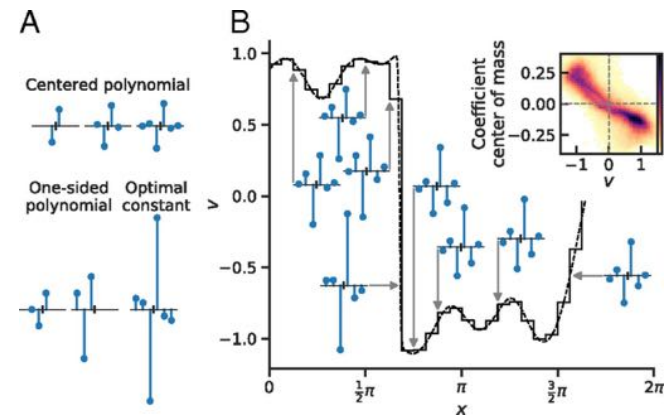 A
Centered polynomial
One-sided polynomial
Optimal constant
B
1.0
0.5
0.0
−0.5
−1.0
v
0
½π
π
3/2π
2π
x
Coefficient center of mass
0.25
0.00
−0.25
−1
0
1
v